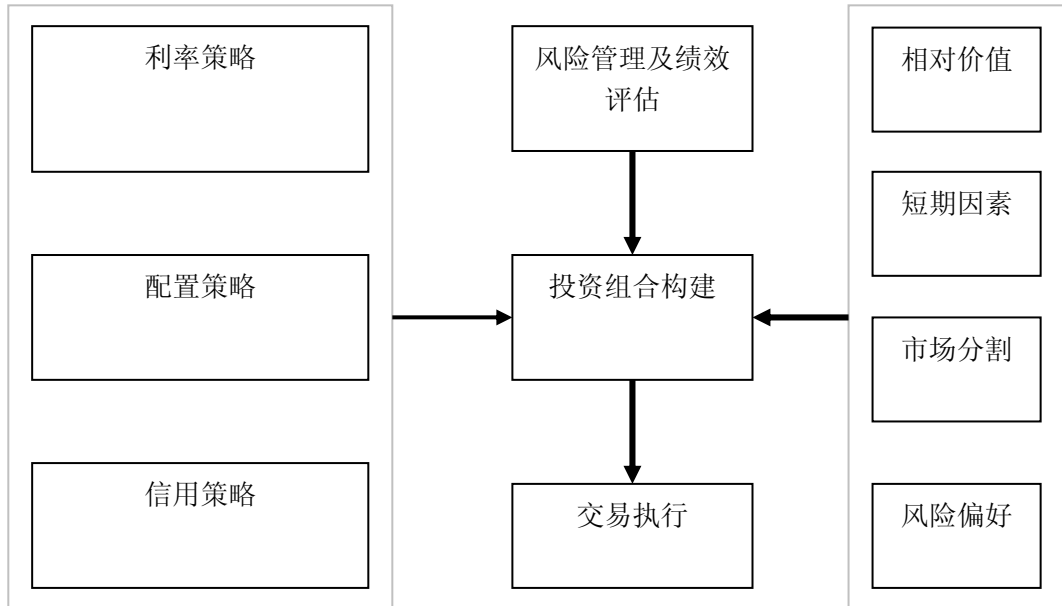 利率策略
配置策略
信用策略
风险管理及绩效
评估
投资组合构建
交易执行
相对价值
短期因素
市场分割
风险偏好